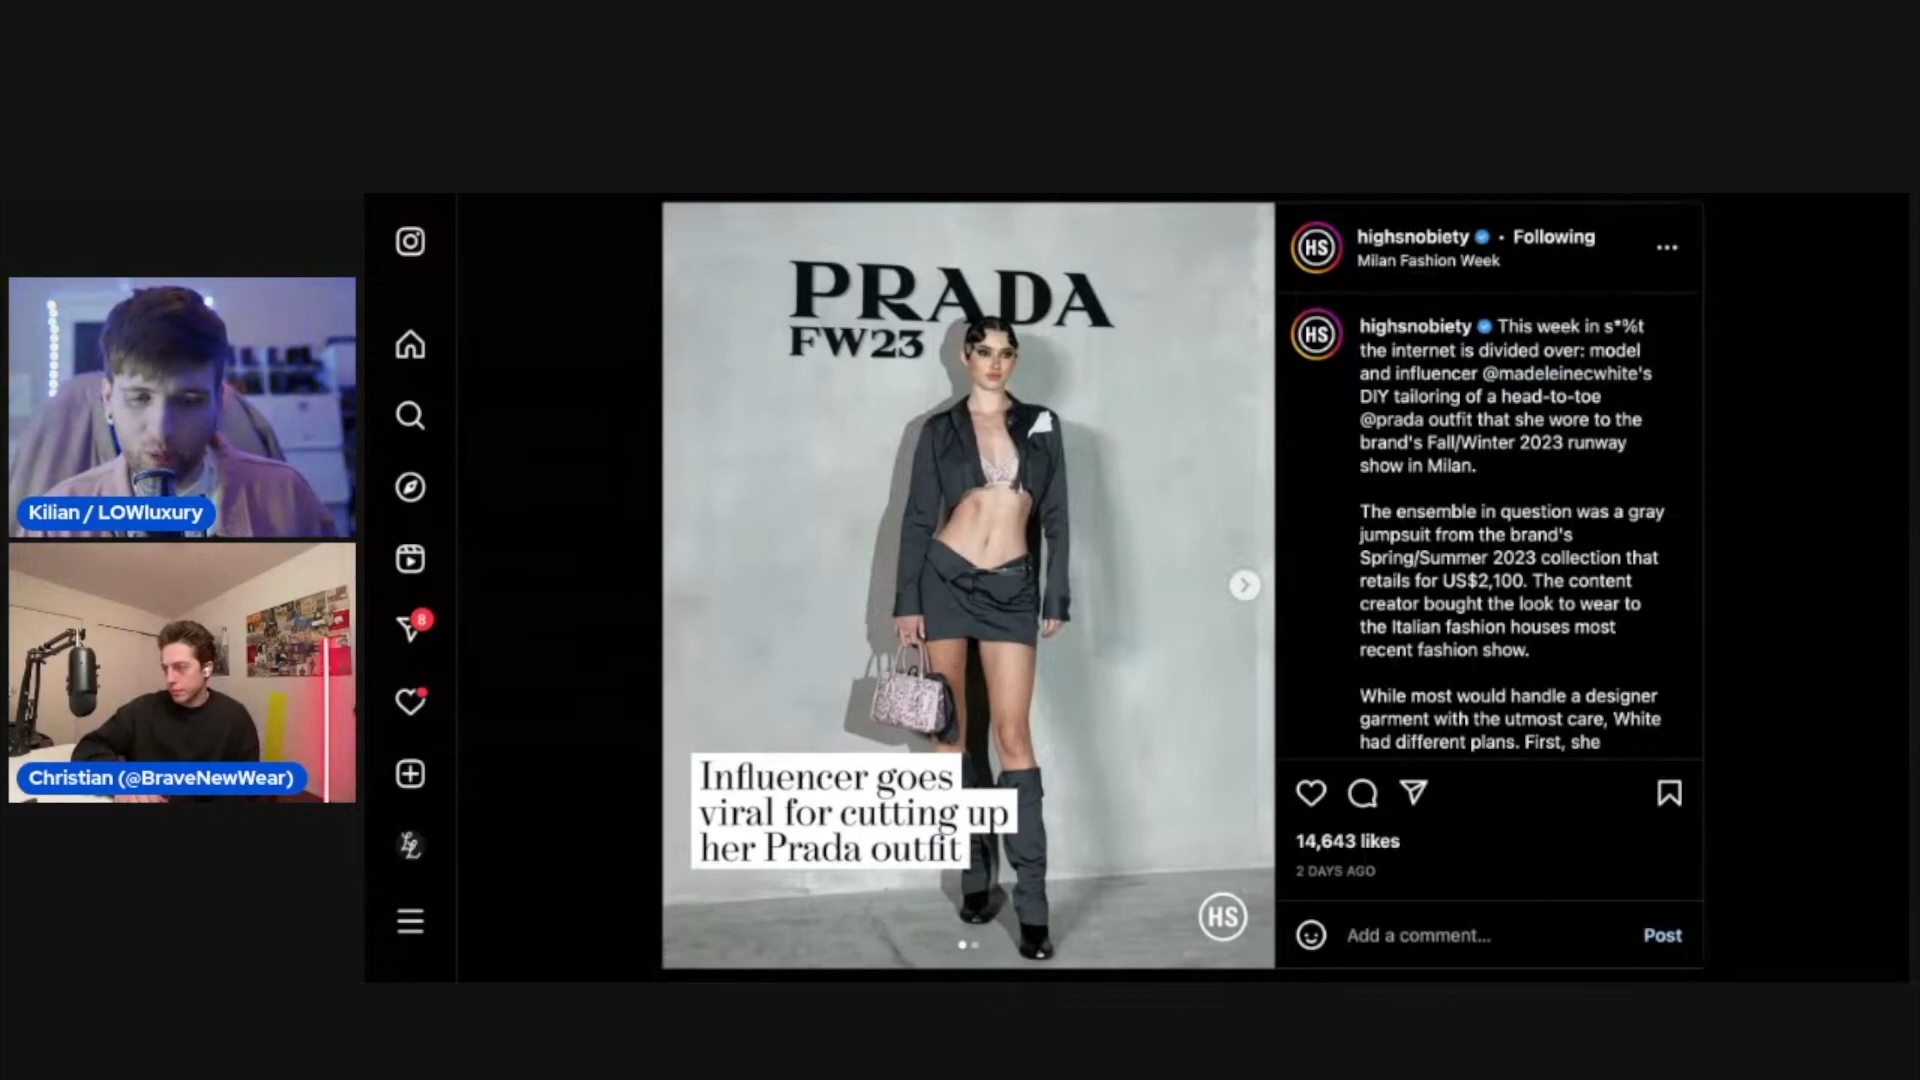 Kilian / LOWluxury
Christian (@BraveNewWear)
8
PRADA
FW23
Influencer goes
viral for cutting up
her Prada outfit
HS
HS
highsnobiety • Following
Milan Fashion Week
•••
HS
highsnobiety This week in s*%t
the internet is divided over: model
and influencer @madeleinecwhite's
DIY tailoring of a head-to-toe
@prada outfit that she wore to the
brand's Fall/Winter 2023 runway
show in Milan.
The ensemble in question was a gray
jumpsuit from the brand's
Spring/Summer 2023 collection that
retails for US$2,100. The content
creator bought the look to wear to
the Italian fashion houses most
recent fashion show.
While most would handle a designer
garment with the utmost care, White
had different plans. First, she
14,643 likes
2 DAYS AGO
Add a comment...
Post